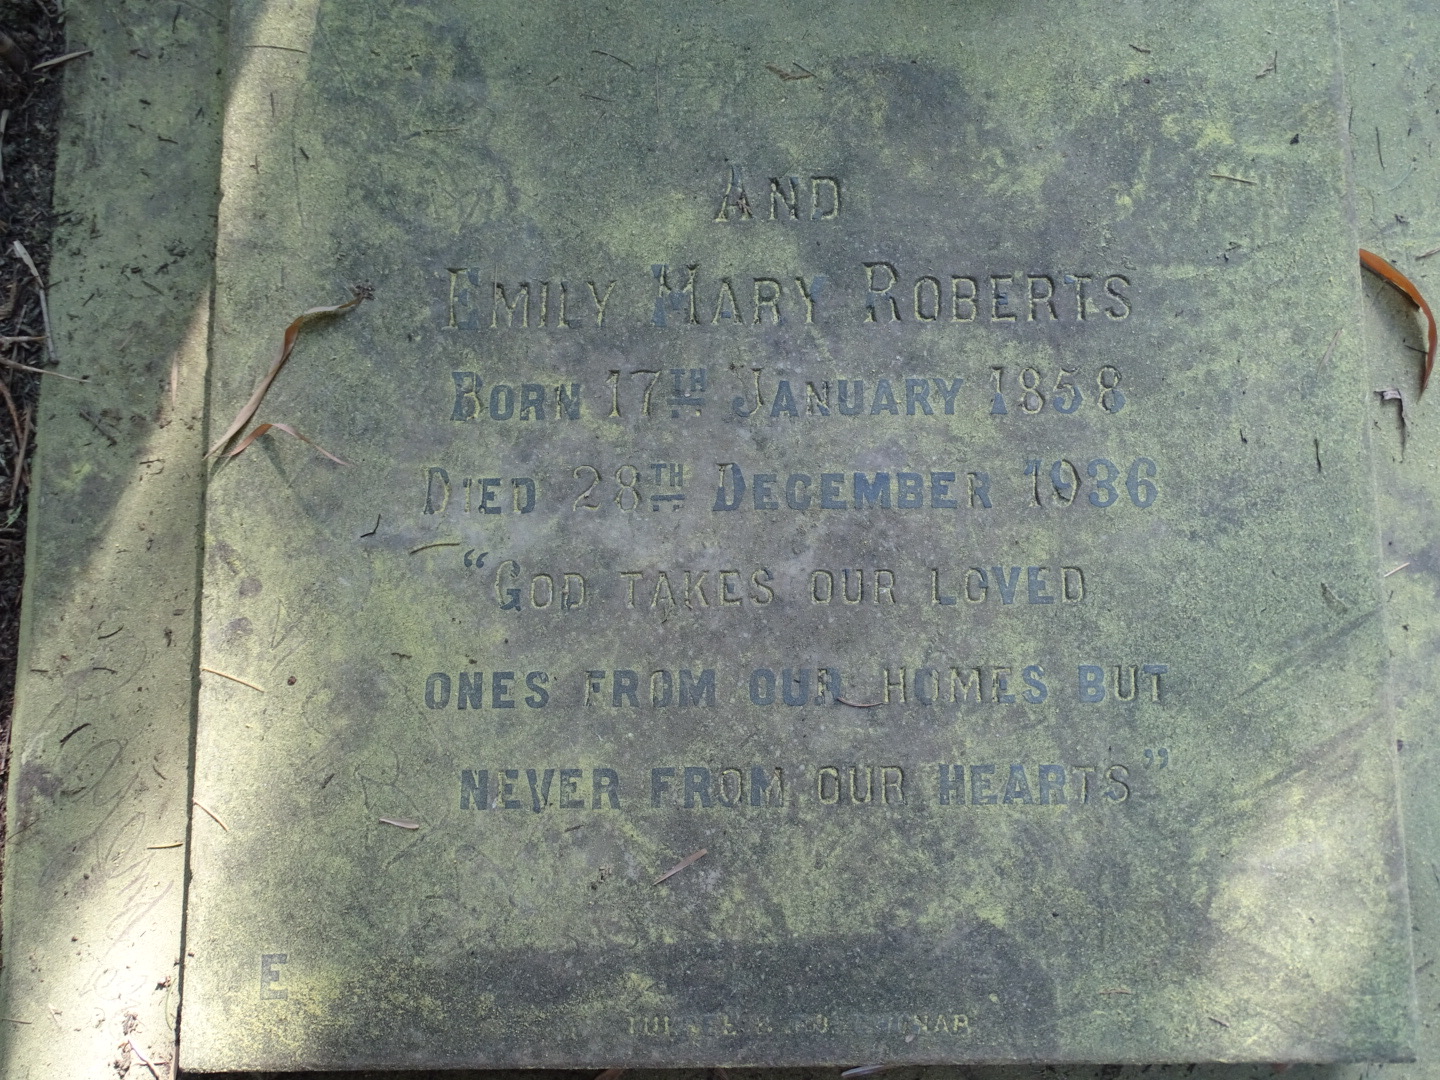 AND
EMILY MARY ROBERTS
BORN 17TH JANUARY 1858
DIED 28TH DECEMBER 1936
“GOD TAKES OUR LOVED
ONES FROM OUR HOMES BUT
NEVER FROM OUR HEARTS”
E